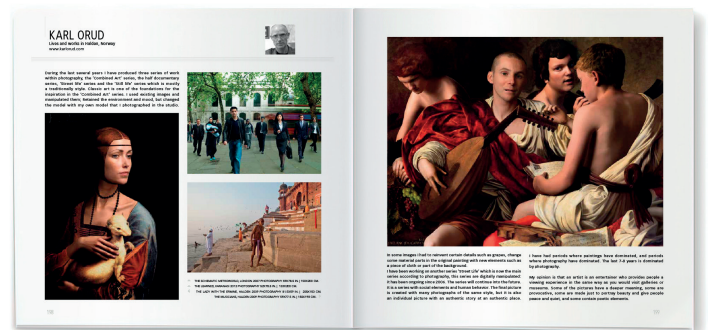 KARL ORUD
Lives and works in Halden, Norway
www.karlorud.com
During the last several years I have produced three series of work
within photography, the "Combined Art" series, the half documentary
series, "Street life" series and the "Still life" series which is mostly
a traditionally style. Classic art is one of the foundations for the
inspiration in the "Combined Art" series. I used existing images and
manipulated them; Retained the environment and mood, but changed
the model with my own model that I photographed in the studio.
In some images I had to reinvent certain details such as grapes, change
some material parts in the original painting with new elements such as
a piece of cloth or part of the background.
I have been working on another series "Street Life" which is now the main
series according to photography, this series are digitally manipulated.
It has been ongoing since 2006. The series will continue into the future.
It is a series with social elements and human behavior. The final picture
is created with many photographs of the same style, but it is also
an individual picture with an authentic story at an authentic place.
I have had periods where paintings have dominated, and periods
where photography have dominated. The last 7-8 years is dominated
by photography.
My opinion is that an artist is an entertainer who provides people a
viewing experience in the same way as you would visit galleries or
museums. Some of the pictures have a deeper meaning, some are
provocative, some are made just to portray beauty and give people
peace and quiet, and some contain poetic elements.